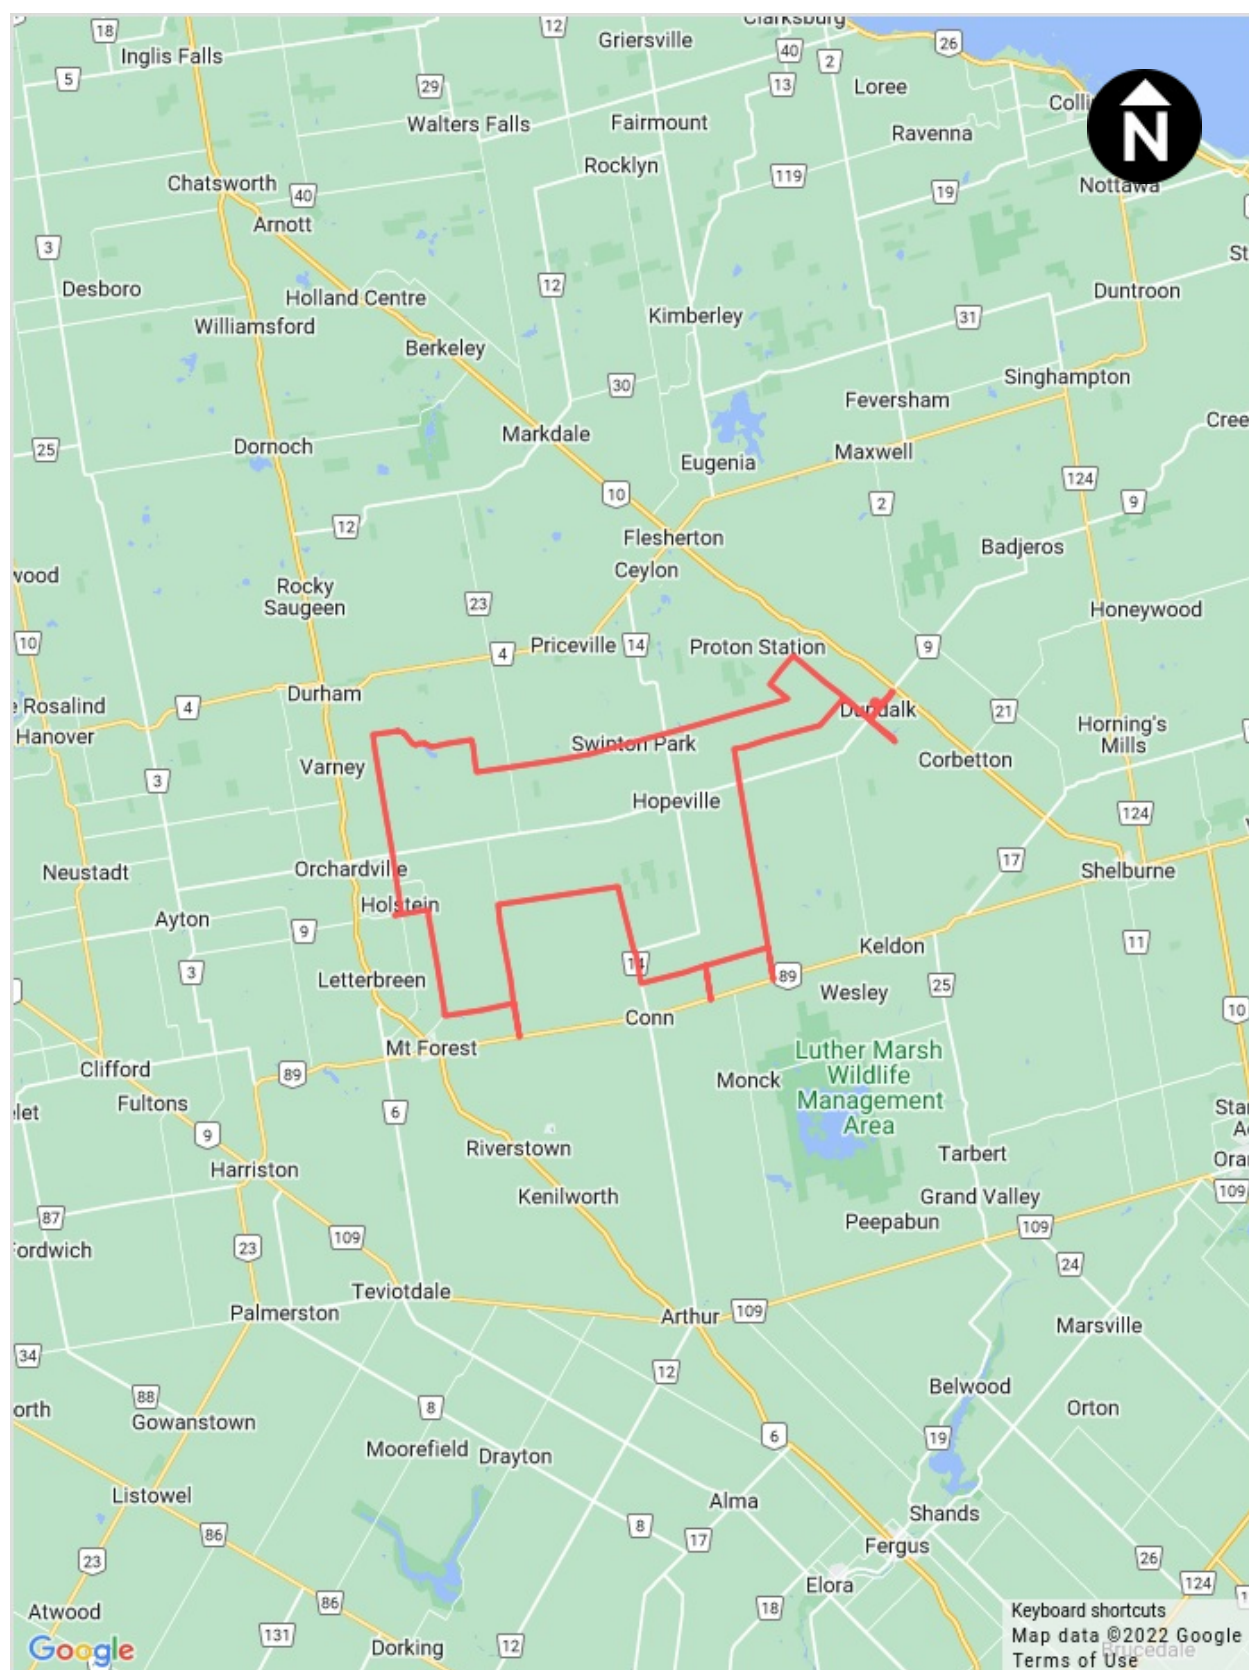 Clarksburg
18
12
26
Inglis Falls
Griersville
40
2
5
29
13
Loree
Walters Falls
Fairmount
Ravenna
N
Rocklyn
119
Chatsworth
40
19
Nottawa
Arnott
3
Desboro
12
Holland Centre
Duntroon
Williamsford
Kimberley
31
Berkeley
30
Singhampton
Feversham
Markdale
Dornoch
25
Maxwell
Eugenia
124
10
2
9
12
Flesherton
Badjeros
Ceylon
Rocky
Saugeen
23
Honeywood
10
Priceville
14
Proton Station
9
4
Durham
4
Rosalind
Hanover
Dundalk
21
Horning's
Mills
Swinton Park
Varney
Corbetton
3
Hopeville
124
Orchardville
17
Neustadt
Shelburne
Holstein
Ayton
9
Keldon
11
3
Letterbreen
14
89
Wesley
25
10
Conn
Mt Forest
Luther Marsh
Wildlife
Management
Area
Clifford
89
Monck
Fultons
6
9
Riverstown
Tarbert
Harriston
Kenilworth
Grand Valley
109
87
Peepabun
109
Fordwich
23
109
24
Teviotdale
Palmerston
Arthur
109
Marsville
34
12
88
Belwood
8
Orton
Gowanstown
6
19
Moorefield
Drayton
Listowel
Alma
Shands
86
8
17
Fergus
23
26
Elora
124
86
18
Atwood
Keyboard shortcuts
131
Dorking
12
Map data ©2022 Google
Google
Brucedale
Terms of Use